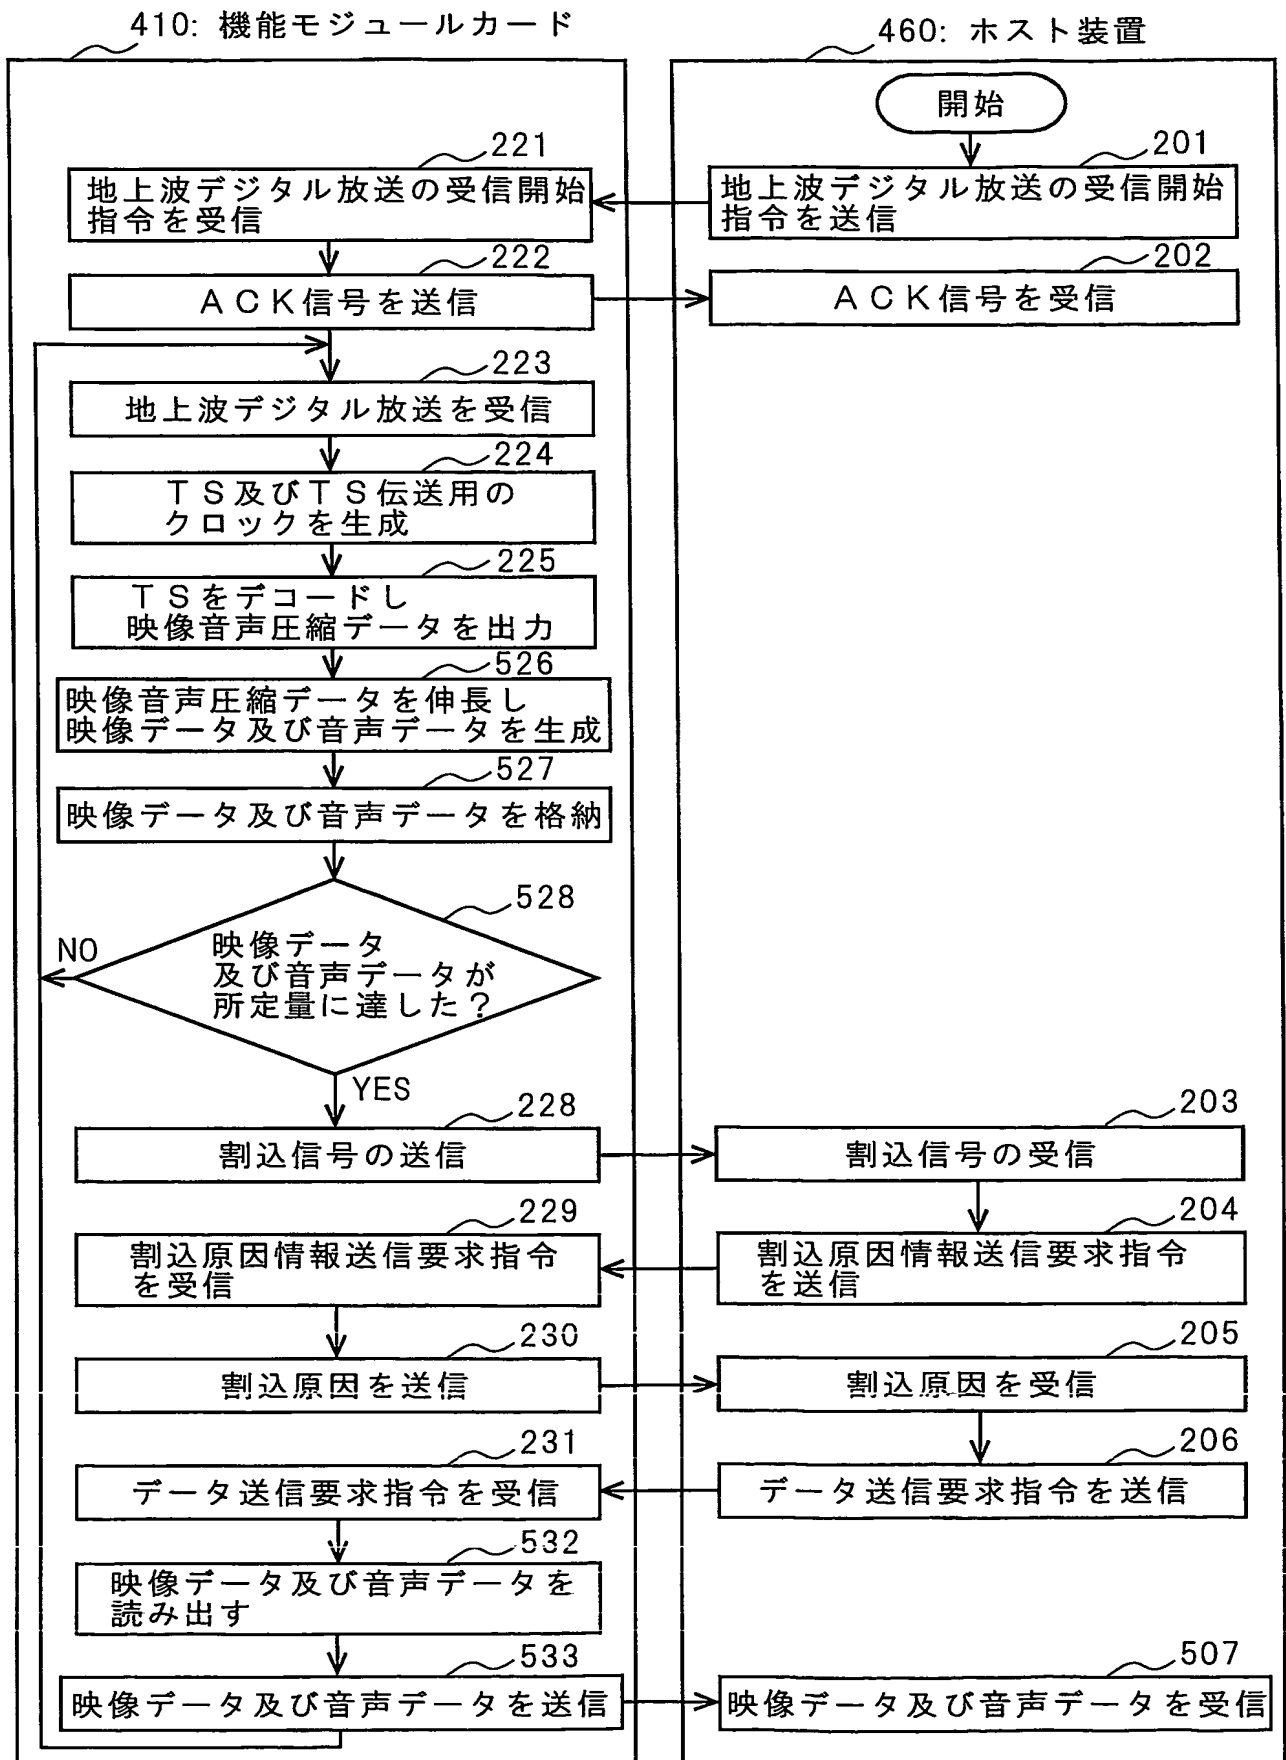 410: 機能モジュールカード
460: ホスト装置
開始
221
201
地上波デジタル放送の受信開始
指令を受信
地上波デジタル放送の受信開始
指令を送信
222
202
ACK信号を送信
ACK信号を受信
223
地上波デジタル放送を受信
224
TS及びTS伝送用の
クロックを生成
225
TSをデコードし
映像音声圧縮データを出力
526
映像音声圧縮データを伸長し
映像データ及び音声データを生成
527
映像データ及び音声データを格納
528
NO
映像データ
及び音声データが
所定量に達した?
YES
228
203
割込信号の送信
割込信号の受信
229
204
割込原因情報送信要求指令
を受信
割込原因情報送信要求指令
を送信
230
205
割込原因を送信
割込原因を受信
231
206
データ送信要求指令を受信
データ送信要求指令を送信
532
映像データ及び音声データを
読み出す
533
507
映像データ及び音声データを送信
映像データ及び音声データを受信